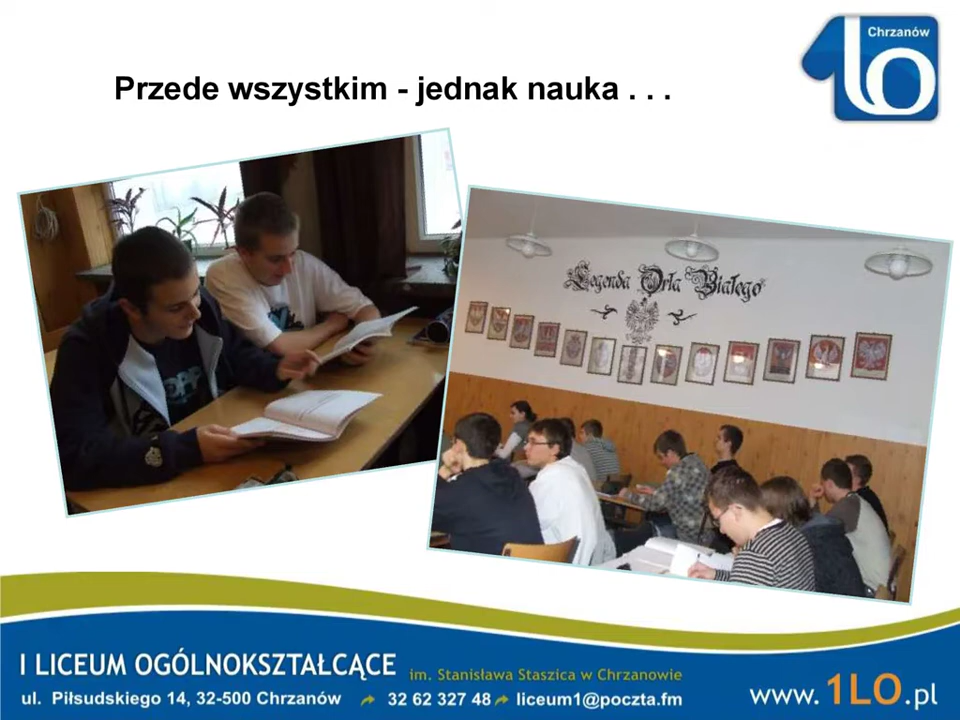 Chrzanów
1LO
Przede wszystkim - jednak nauka . . .
Legenda Orła Białego
I LICEUM OGÓLNOKSZTAŁCĄCE im. Stanisława Staszica w Chrzanowie
ul. Piłsudskiego 14, 32-500 Chrzanów 32 62 327 48 liceum1@poczta.fm
www.1LO.pl